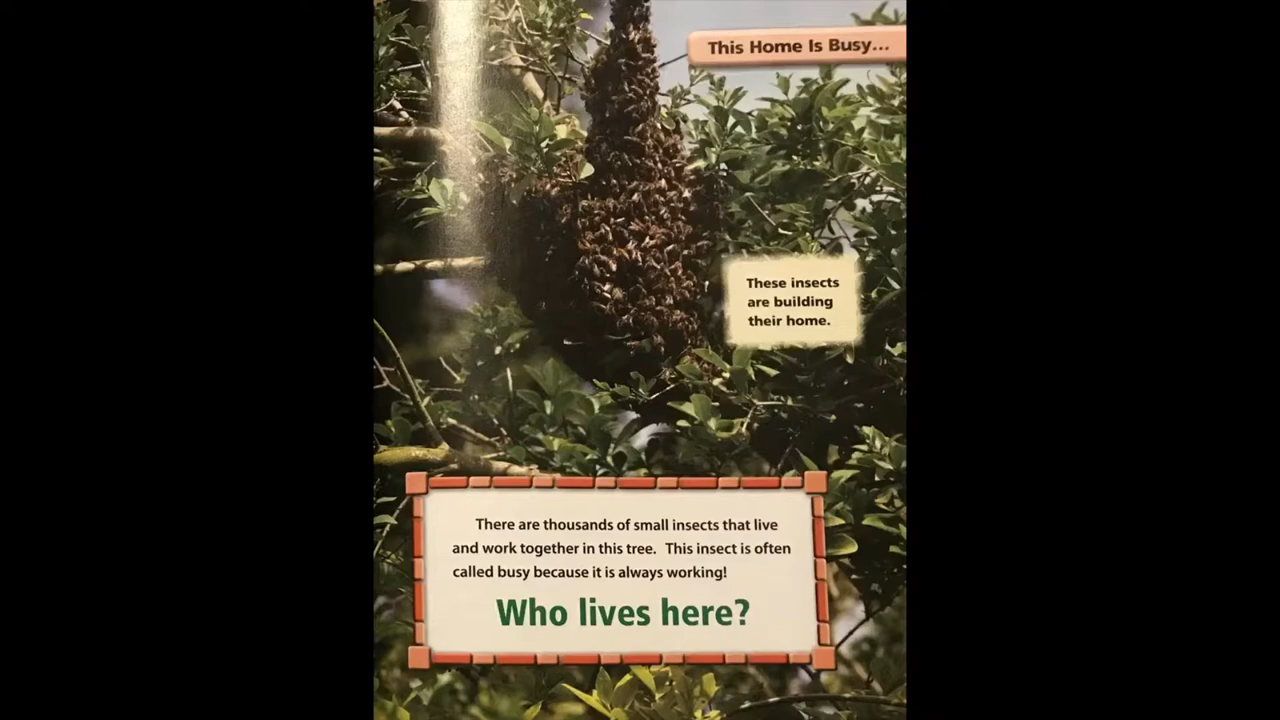 This Home Is Busy...
These insects
are building
their home.
There are thousands of small insects that live
and work together in this tree. This insect is often
called busy because it is always working!
Who lives here?